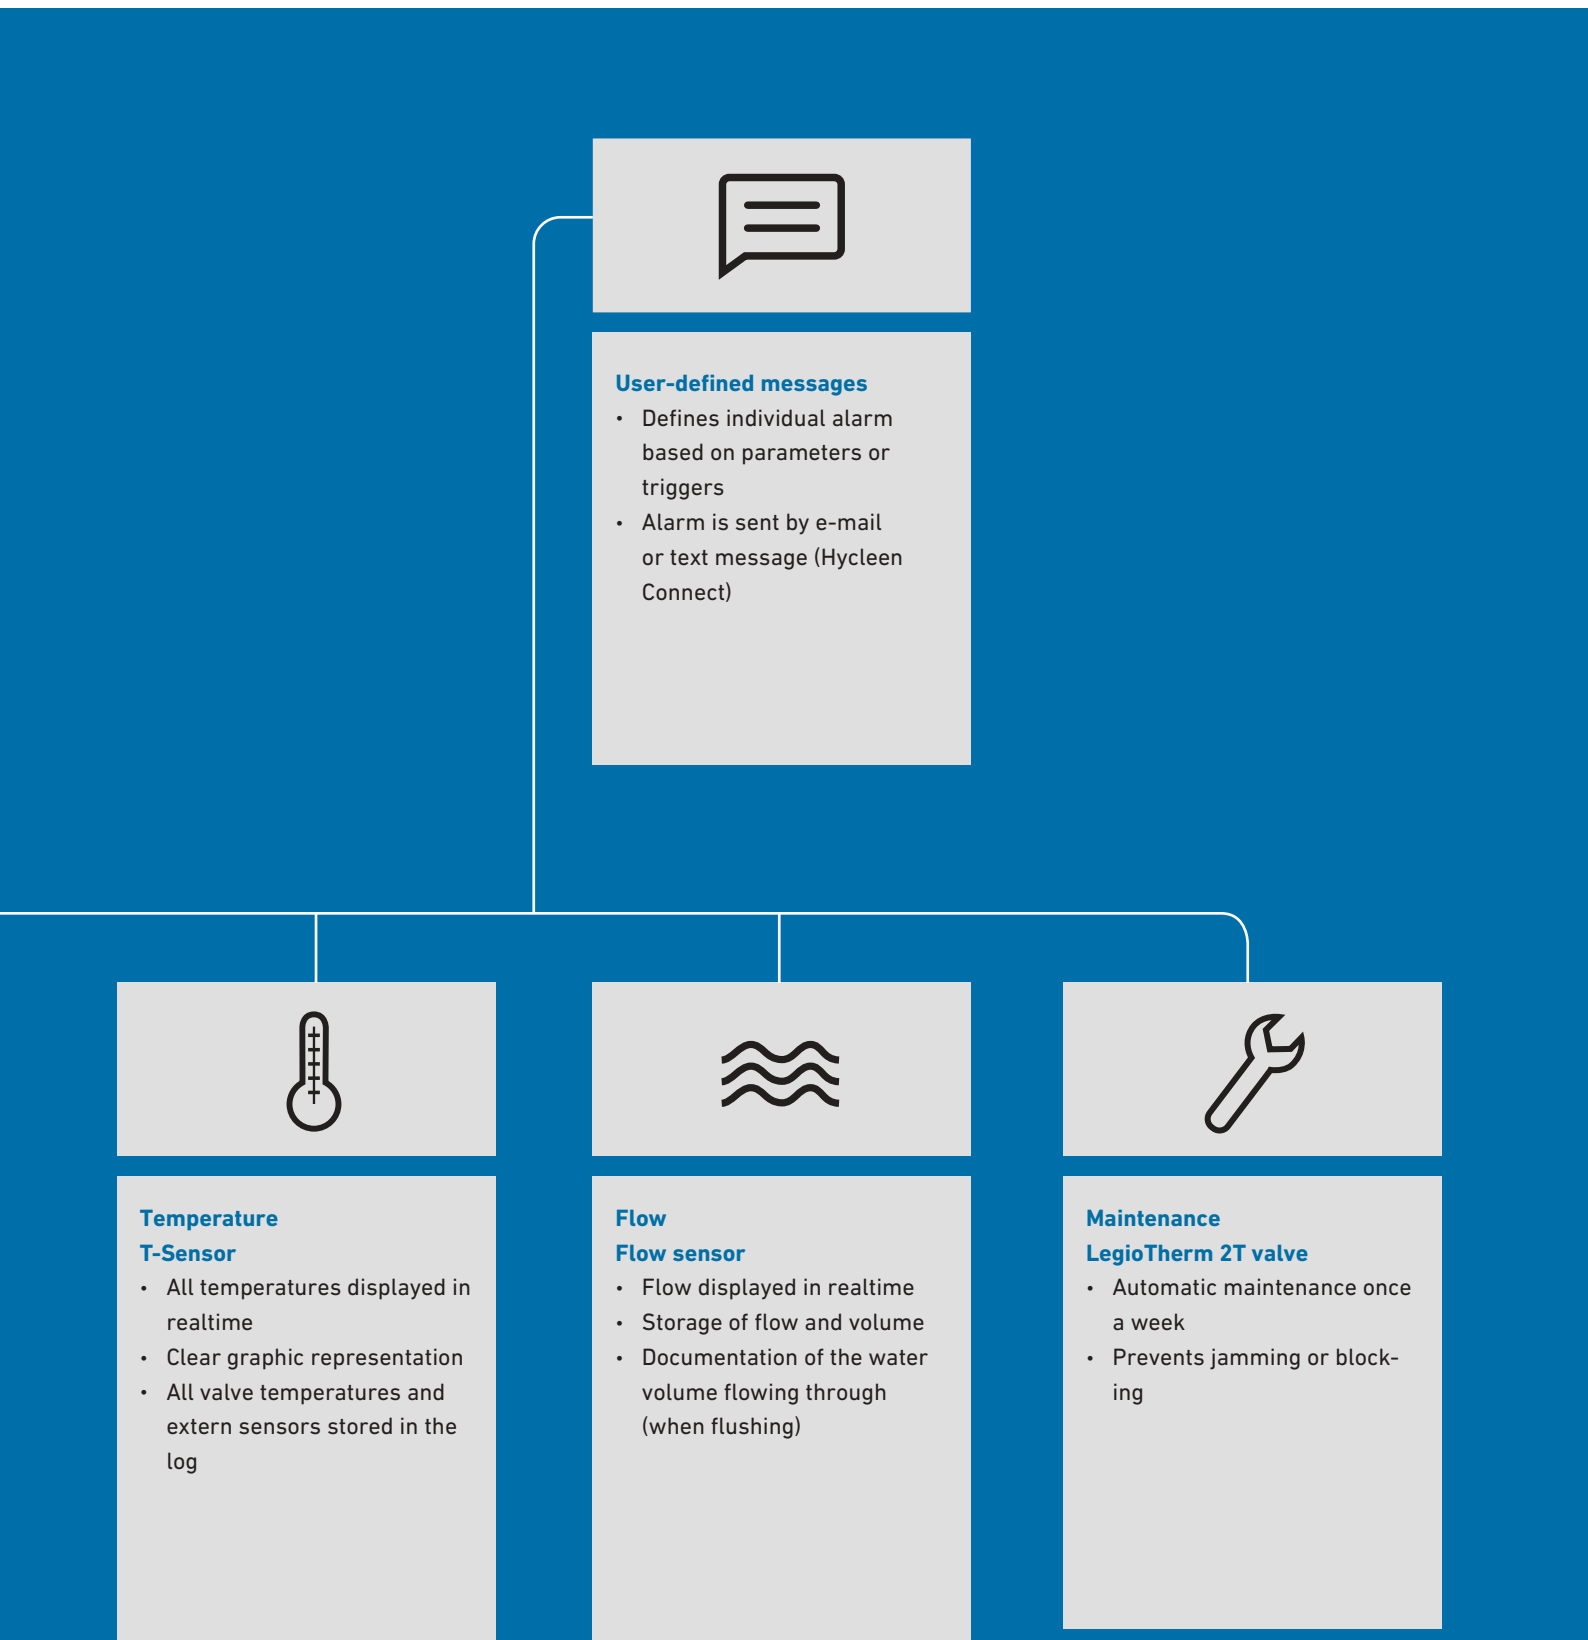 User-defined messages
• Defines individual alarm
based on parameters or
triggers
• Alarm is sent by e-mail
or text message (Hycleen
Connect)
Temperature
T-Sensor
• All temperatures displayed in
realtime
• Clear graphic representation
• All valve temperatures and
extern sensors stored in the
log
Flow
Flow sensor
• Flow displayed in realtime
• Storage of flow and volume
• Documentation of the water
volume flowing through
(when flushing)
Maintenance
LegioTherm 2T valve
• Automatic maintenance once
a week
• Prevents jamming or block-
ing